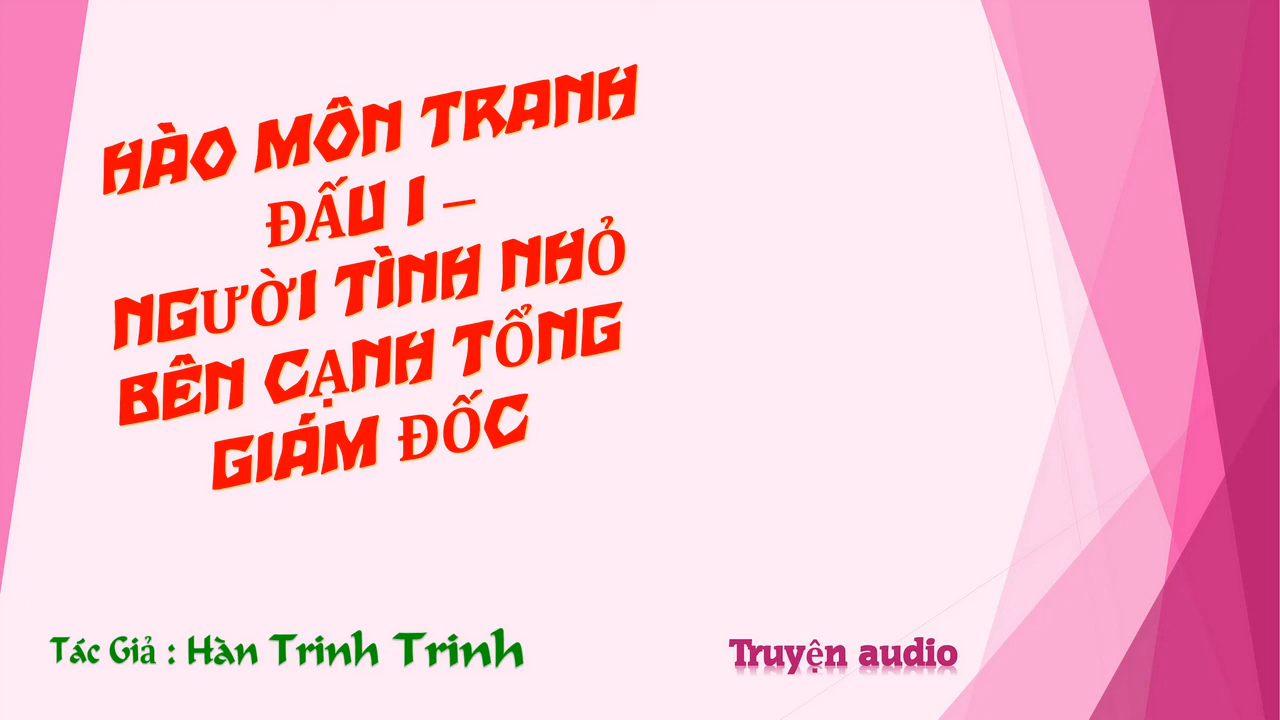 HÀO MÔN TRANH
ĐẤU I –
NGƯỜI TÌNH NHỎ
BÊN CẠNH TỔNG
GIÁM ĐỐC
Tác Giả : Hàn Trinh Trinh
Truyện audio